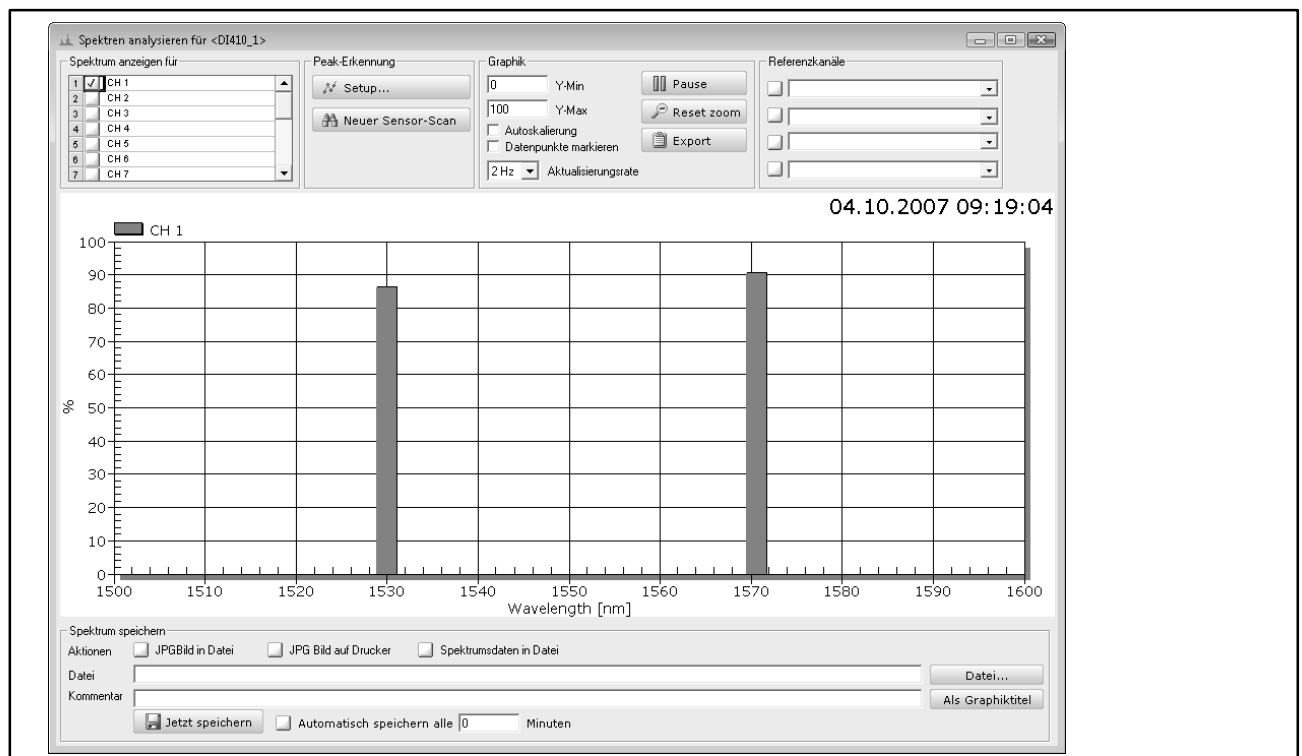 Spektren analysieren für <DI410_1>
Spektrum anzeigen für
1 CH 1
2 CH 2
3 CH 3
4 CH 4
5 CH 5
6 CH 6
7 CH 7
Peak-Erkennung
Setup...
Neuer Sensor-Scan
Graphik
0 Y-Min
100 Y-Max
Autoskalierung
Datenpunkte markieren
2 Hz Aktualisierungsrate
Pause
Reset zoom
Export
Referenzkanäle
04.10.2007 09:19:04
CH 1
100
90
80
70
60
50
40
30
20
10
0
%
1500 1510 1520 1530 1540 1550 1560 1570 1580 1590 1600
Wavelength [nm]
Spektrum speichern
Aktionen JPGBild in Datei JPG Bild auf Drucker Spektrumsdaten in Datei
Datei Datei...
Kommentar Als Graphiktitel
Jetzt speichern Automatisch speichern alle 0 Minuten